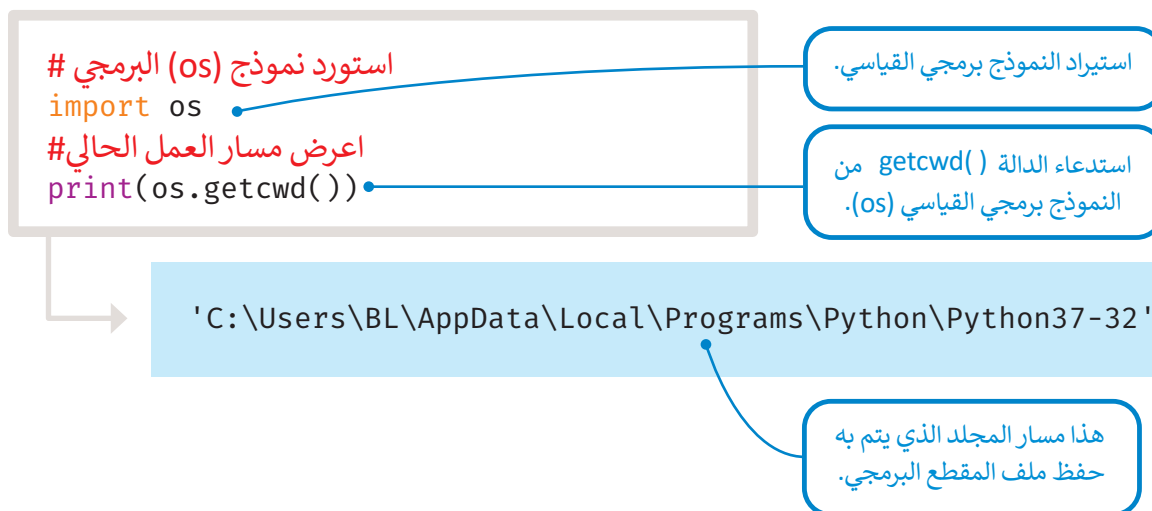 # استورد نموذج (os) البرمجي
import os
#اعرض مسار العمل الحالي
print(os.getcwd())
استيراد النموذج برمجي القياسي.
استدعاء الدالة getcwd( ) من
النموذج برمجي القياسي (os).
'C:\Users\BL\AppData\Local\Programs\Python\Python37-32'
هذا مسار المجلد الذي يتم به
حفظ ملف المقطع البرمجي.